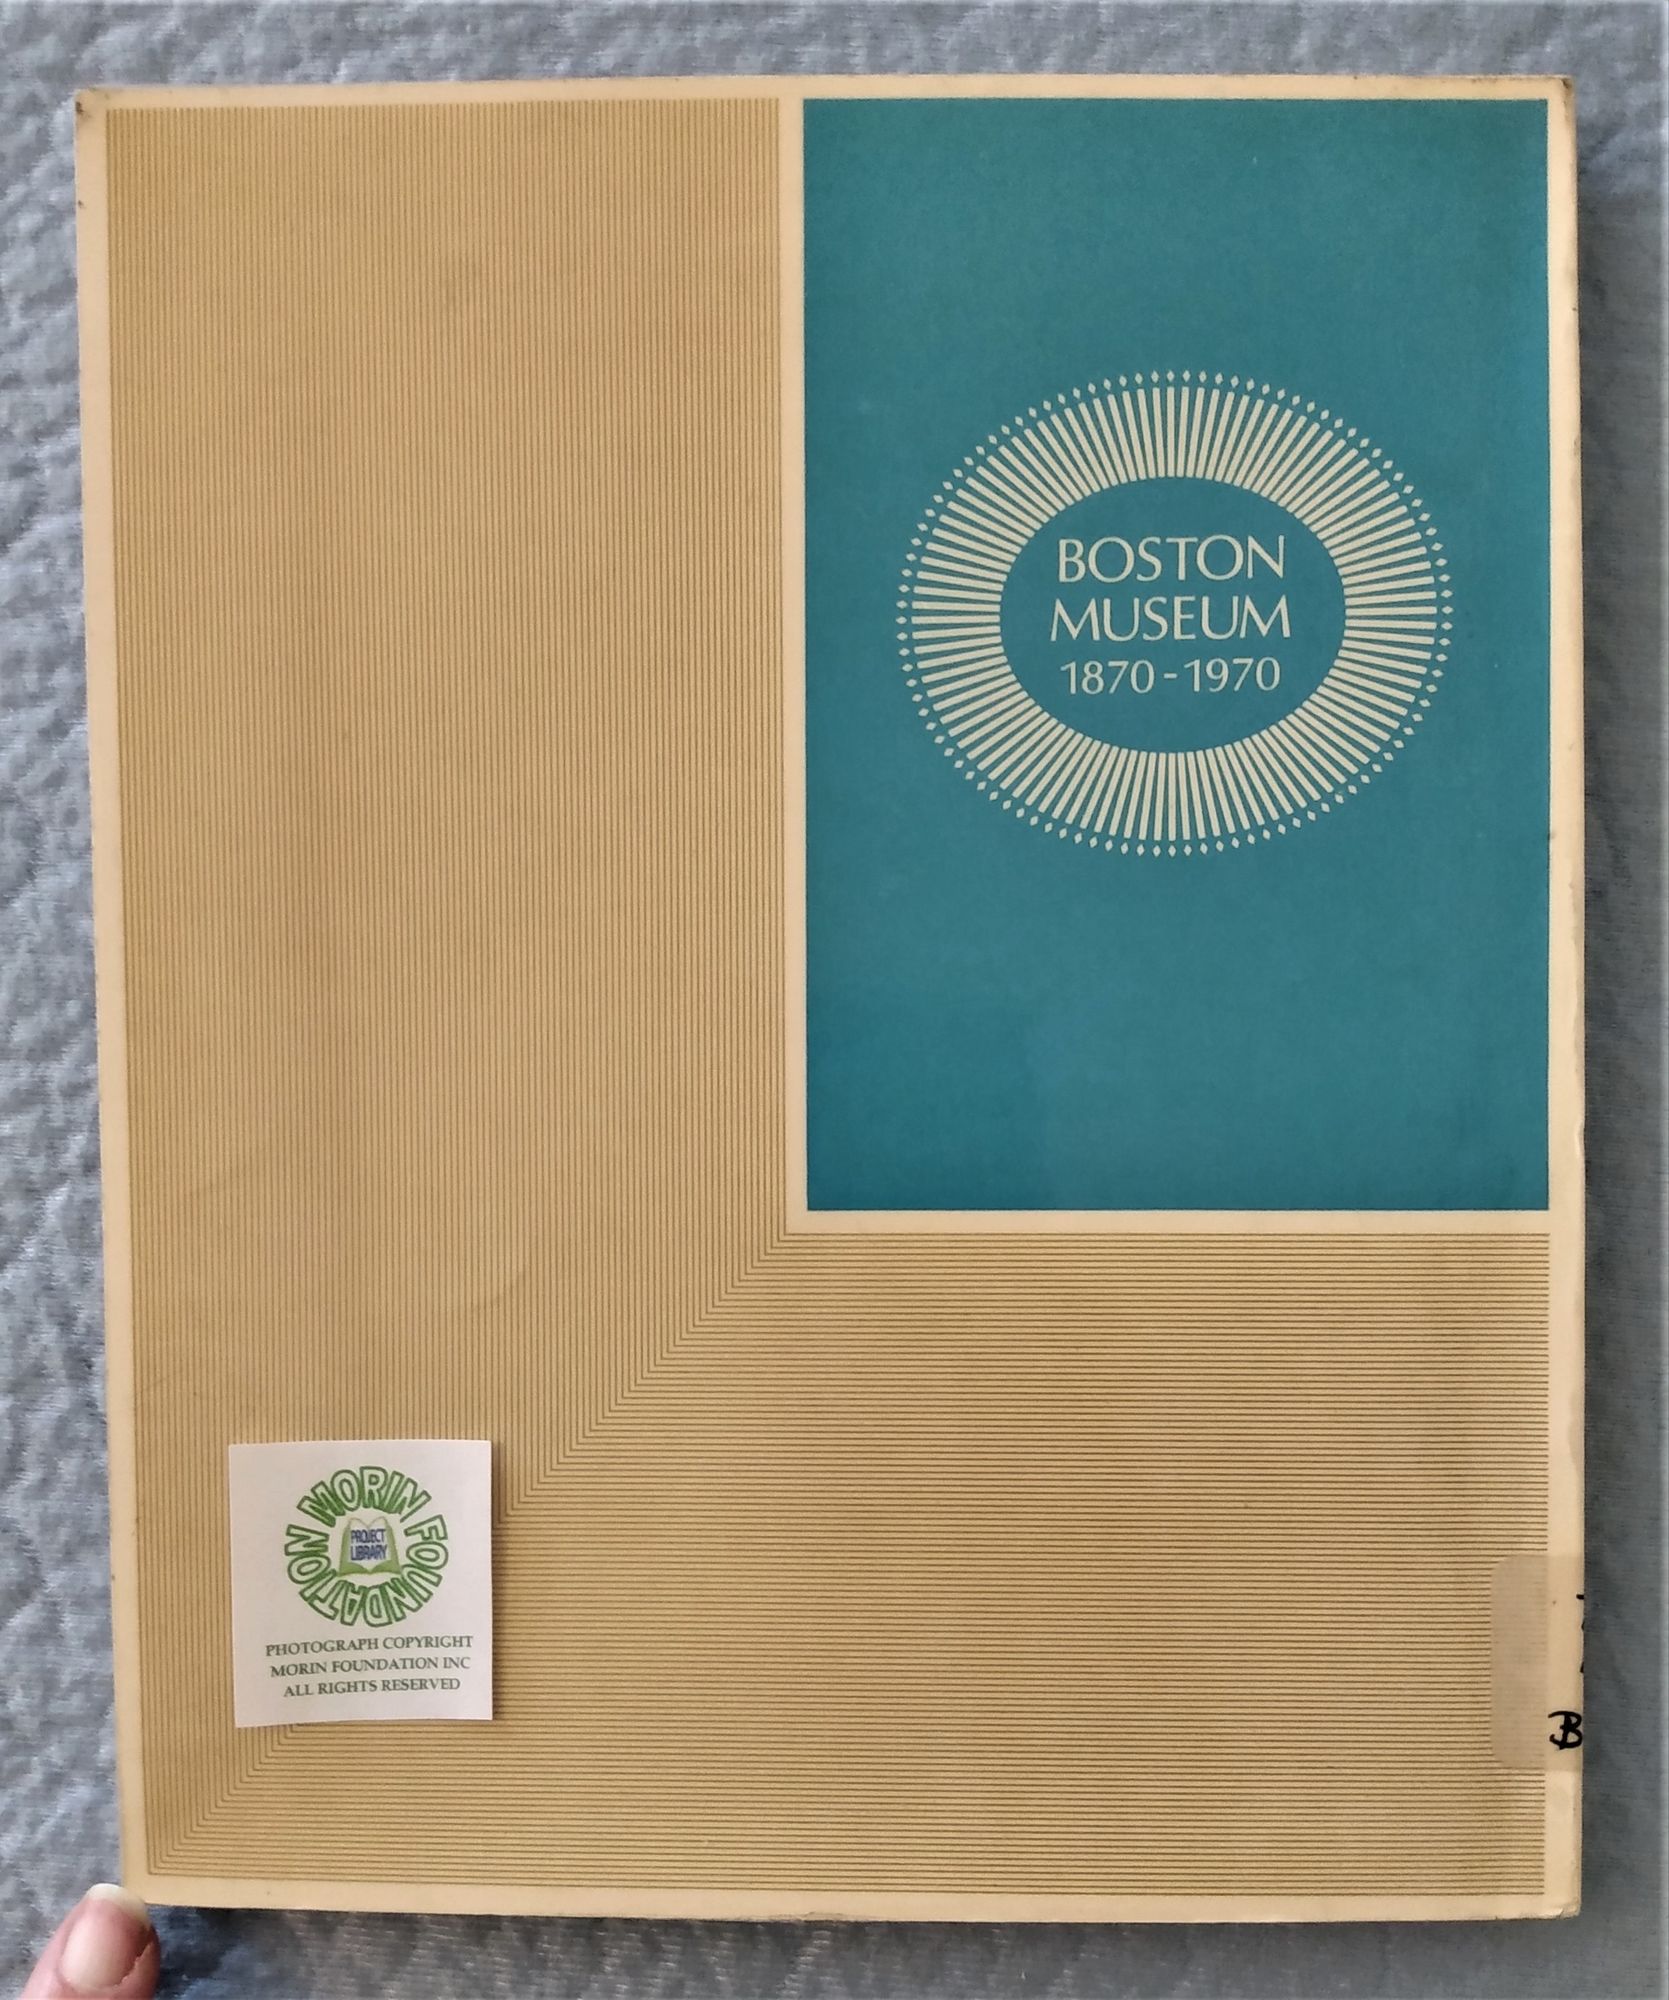 BOSTON
MUSEUM
1870-1970
MORIN FOUNDATION
PROJECT
LIBRARY
PHOTOGRAPH COPYRIGHT
MORIN FOUNDATION INC
ALL RIGHTS RESERVED
B